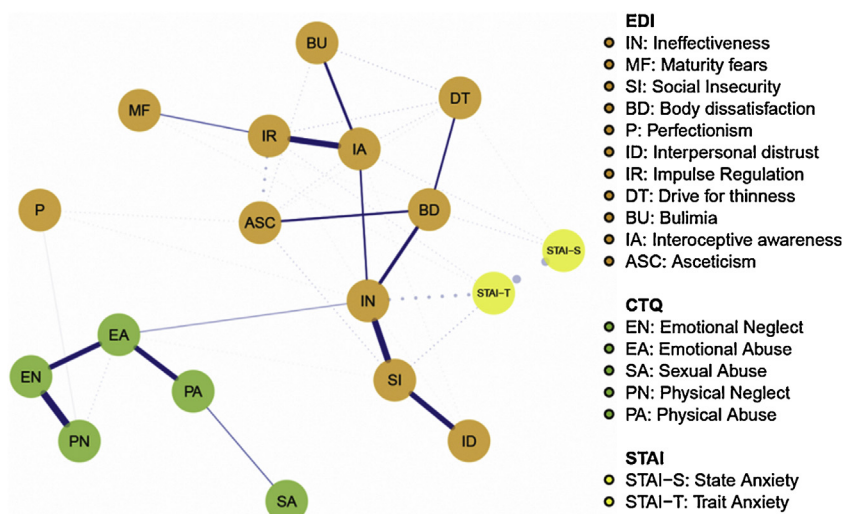 BU
DT
MF
IR
IA
P
ASC
BD
STAI-S
STAI-T
IN
EA
EN
PA
SI
PN
ID
SA
EDI
IN: Ineffectiveness
MF: Maturity fears
SI: Social Insecurity
BD: Body dissatisfaction
P: Perfectionism
ID: Interpersonal distrust
IR: Impulse Regulation
DT: Drive for thinness
BU: Bulimia
IA: Interoceptive awareness
ASC: Asceticism
CTQ
EN: Emotional Neglect
EA: Emotional Abuse
SA: Sexual Abuse
PN: Physical Neglect
PA: Physical Abuse
STAI
STAI−S: State Anxiety
STAI−T: Trait Anxiety